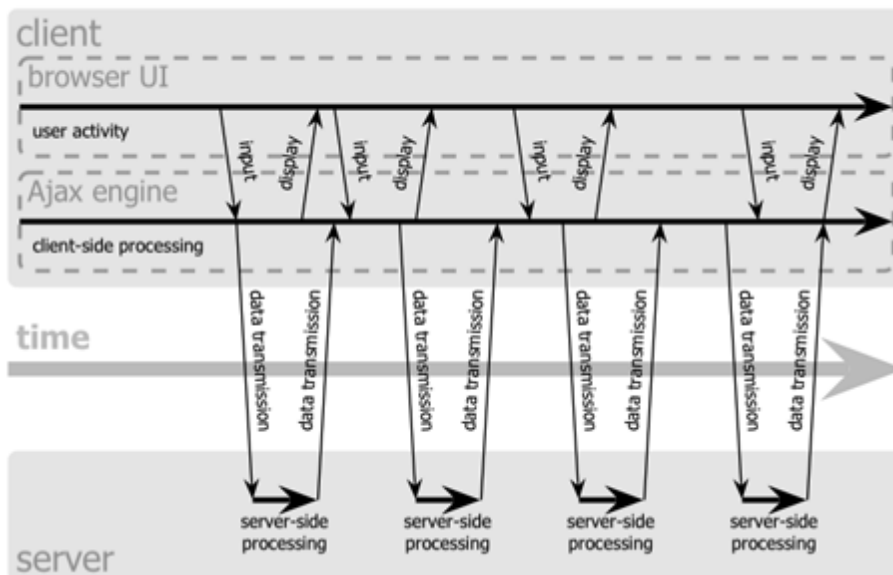 client
browser UI
user activity
input
display
input
display
input
display
input
display
Ajax engine
client-side processing
data transmission
data transmission
data transmission
data transmission
data transmission
data transmission
data transmission
data transmission
time
server-side
processing
server-side
processing
server-side
processing
server-side
processing
server